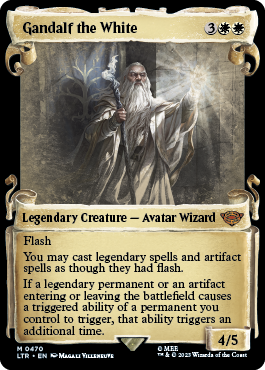 Gandalf the White 3
Legendary Creature — Avatar Wizard
Flash
You may cast legendary spells and artifact
spells as though they had flash.
If a legendary permanent or an artifact
entering or leaving the battlefield causes
a triggered ability of a permanent you
control to trigger, that ability triggers an
additional time.
4/5
M 0470
LTR • EN Magali Villeneuve
© MEE
™ & © 2023 Wizards of the Coast